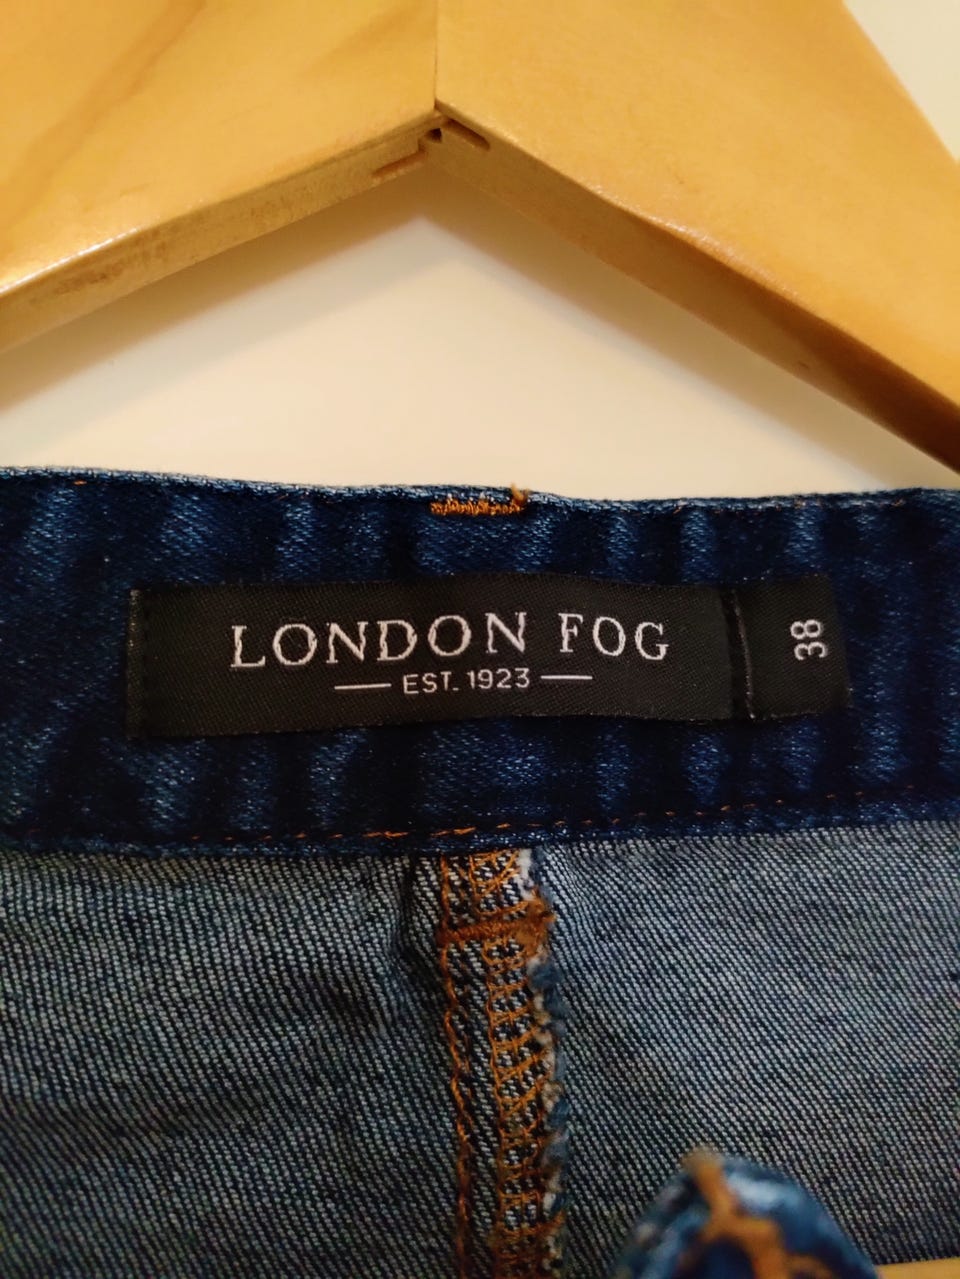 LONDON FOG
EST. 1923
38